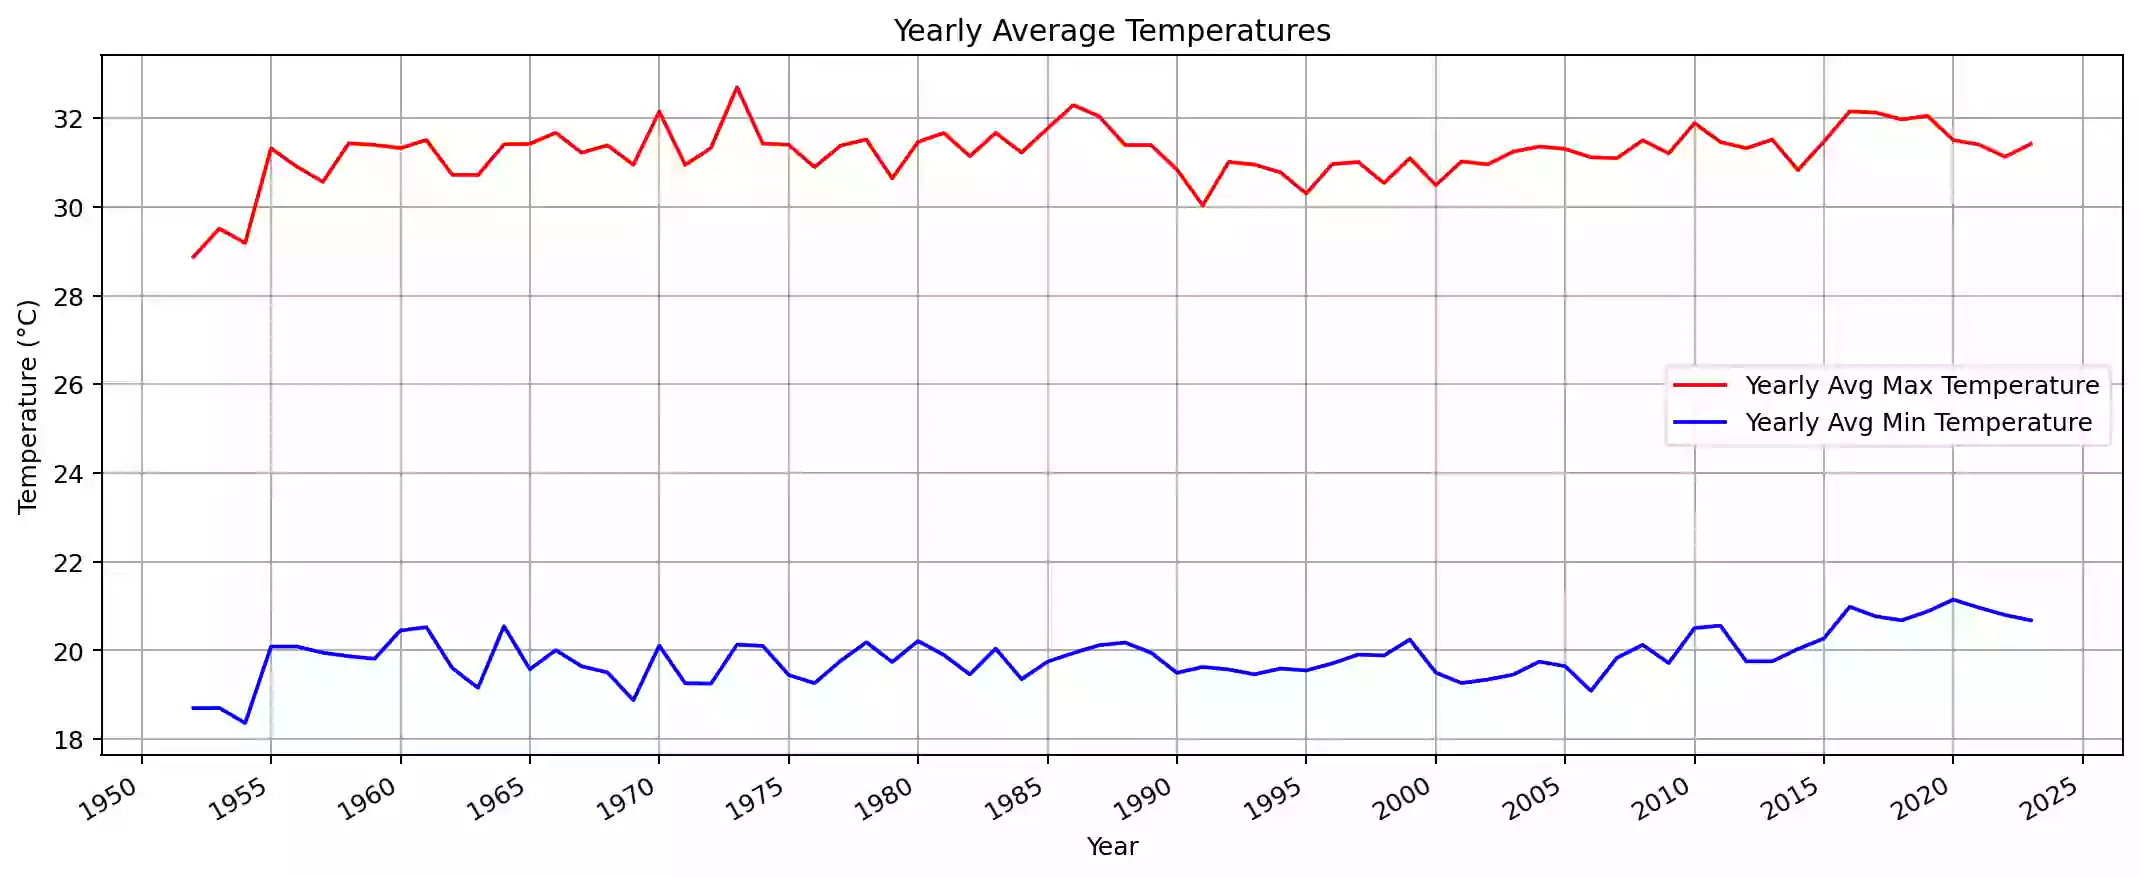 Yearly Average Temperatures
32
30
28
26
24
22
20
18
Temperature (°C)
Yearly Avg Max Temperature
Yearly Avg Min Temperature
1950 1955 1960 1965 1970 1975 1980 1985 1990 1995 2000 2005 2010 2015 2020 2025
Year